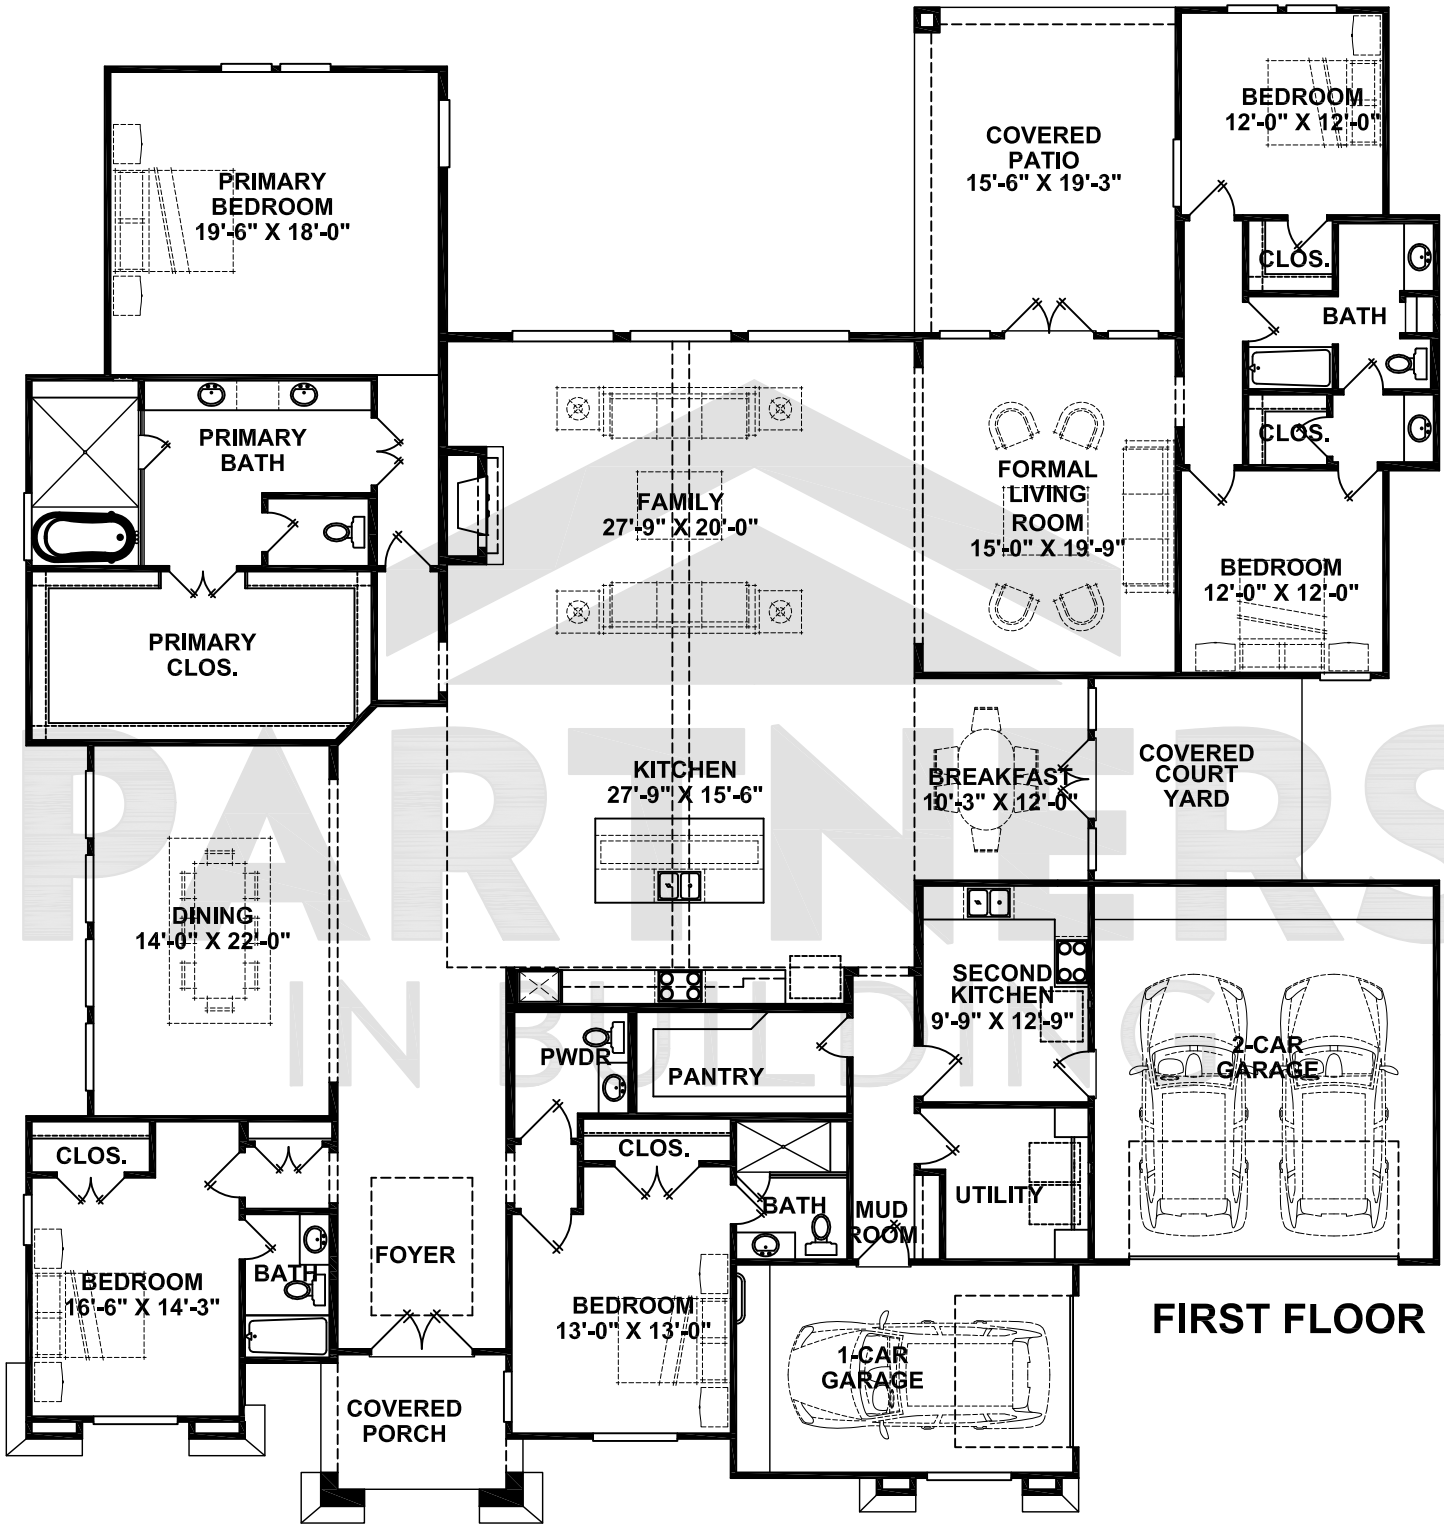 BEDROOM
12'-0" X 12'-0"
COVERED
PATIO
15'-6" X 19'-3"
PRIMARY
BEDROOM
19'-6" X 18'-0"
CLOS.
BATH
PRIMARY
BATH
CLOS.
FORMAL
LIVING
ROOM
15'-0" X 19'-9"
FAMILY
27'-9" X 20'-0"
BEDROOM
12'-0" X 12'-0"
PRIMARY
CLOS.
KITCHEN
27'-9" X 15'-6"
BREAKFAST
10'-3" X 12'-0"
COVERED
COURT
YARD
PARTNERS
IN BUILDING
DINING
14'-0" X 22'-0"
SECOND
KITCHEN
9'-9" X 12'-9"
2-CAR
GARAGE
PWDR
PANTRY
CLOS.
CLOS.
BATH
MUD
ROOM
UTILITY
FOYER
BATH
BEDROOM
16'-6" X 14'-3"
BEDROOM
13'-0" X 13'-0"
1-CAR
GARAGE
COVERED
PORCH
FIRST FLOOR